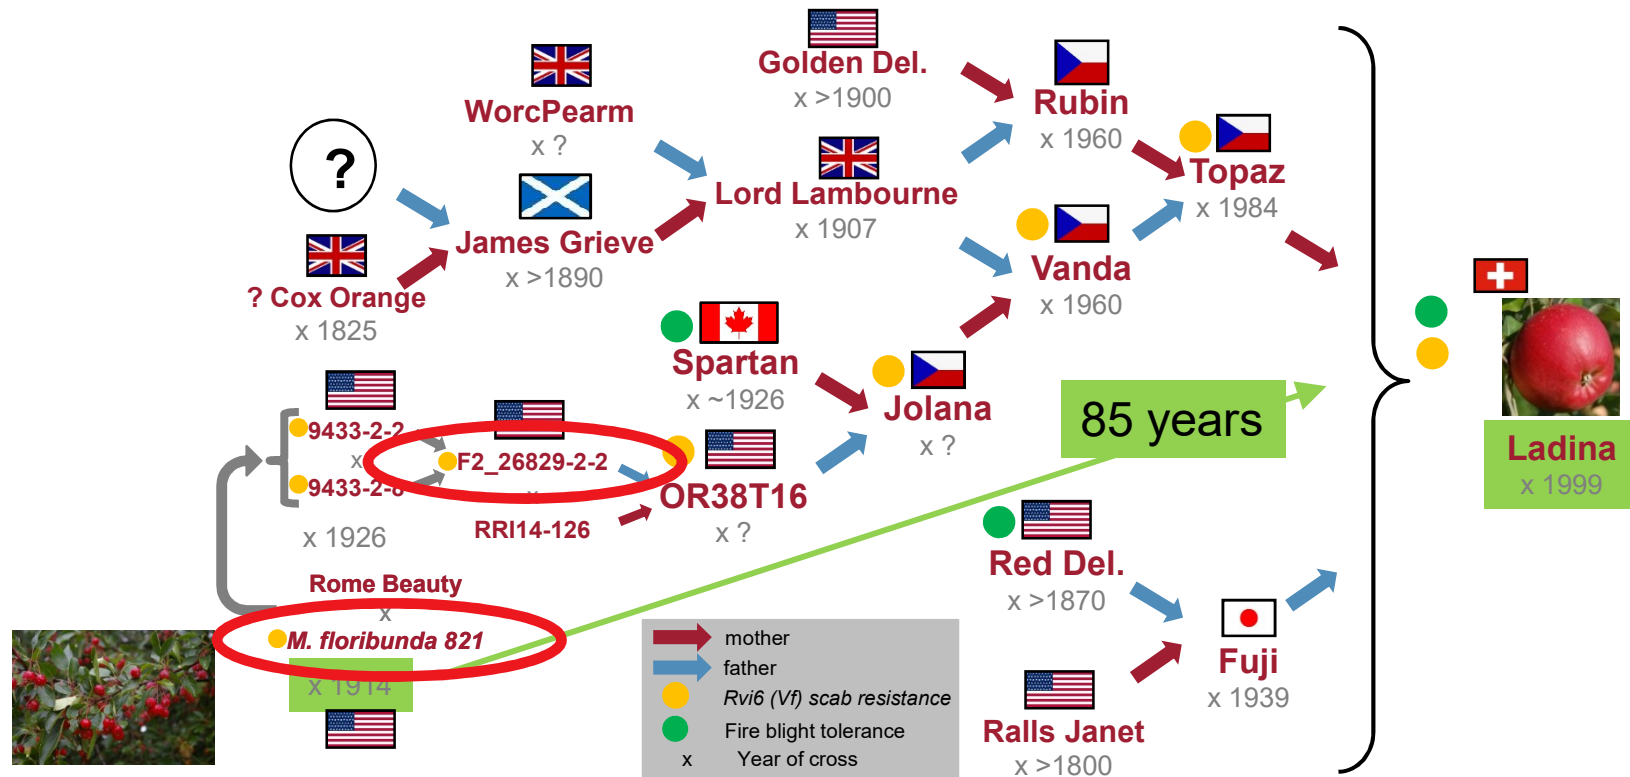 Golden Del.
x >1900
Rubin
x 1960
WorcPearm
x ?
?
Topaz
x 1984
Lord Lambourne
x 1907
James Grieve
x >1890
Vanda
x 1960
? Cox Orange
x 1825
Spartan
x ~1926
Jolana
x ?
85 years
Ladina
x 1999
9433-2-2
x
9433-2-8
x 1926
F2_26829-2-2
x
RRI14-126
OR38T16
x ?
Red Del.
x >1870
Rome Beauty
x
M. floribunda 821
x 1914
Fuji
x 1939
Ralls Janet
x >1800
mother
father
Rvi6 (Vf) scab resistance
Fire blight tolerance
x Year of cross